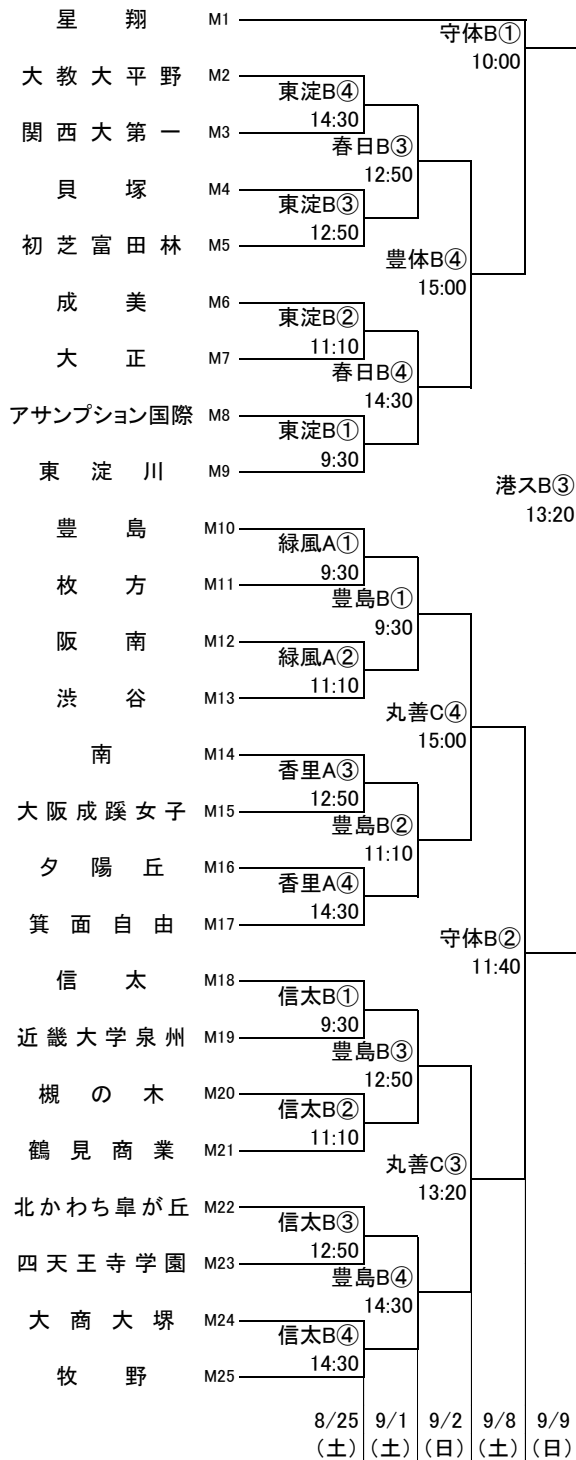 星翔 M1
守体B①
10:00
大教大平野 M2
東淀B④
14:30
関西大第一 M3
春日B③
12:50
貝塚 M4
東淀B③
12:50
初芝富田林 M5
豊体B④
15:00
成美 M6
東淀B②
11:10
大正 M7
春日B④
14:30
アサンプション国際 M8
東淀B①
9:30
東淀川 M9
港スB③
13:20
豊島 M10
緑風A①
9:30
枚方 M11
豊島B①
9:30
阪南 M12
緑風A②
11:10
渋谷 M13
丸善C④
15:00
南 M14
香里A③
12:50
大阪成蹊女子 M15
豊島B②
11:10
夕陽丘 M16
香里A④
14:30
箕面自由 M17
守体B②
11:40
信太 M18
信太B①
9:30
近畿大学泉州 M19
豊島B③
12:50
槻の木 M20
信太B②
11:10
鶴見商業 M21
丸善C③
13:20
北かわち皐が丘 M22
信太B③
12:50
四天王寺学園 M23
豊島B④
14:30
大商大堺 M24
信太B④
14:30
牧野 M25
8/25 9/1 9/2 9/8 9/9
（土） （土） （日） （土） （日）